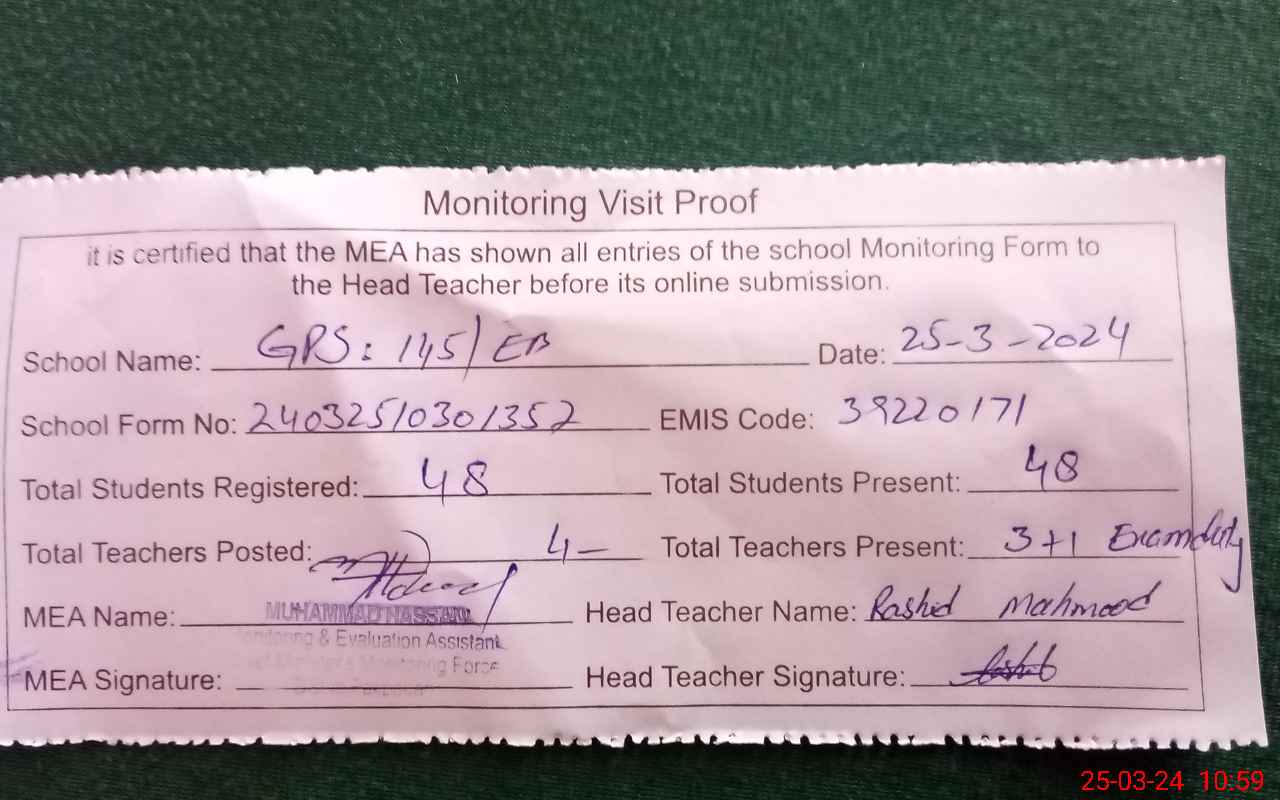 Monitoring Visit Proof
it is certified that the MEA has shown all entries of the school Monitoring Form to
the Head Teacher before its online submission.
School Name: GPS: 145/EB Date: 25-3-2024
School Form No: 24032510301352 EMIS Code: 39220171
Total Students Registered: 48 Total Students Present: 48
Total Teachers Posted: 4- Total Teachers Present: 3+1 Exam duty
MEA Name: MUHAMMAD HASSAN Head Teacher Name: Rashid Mahmood
Monitoring & Evaluation Assistant
Monitoring Force
MEA Signature: Head Teacher Signature:
25-03-24 10:59